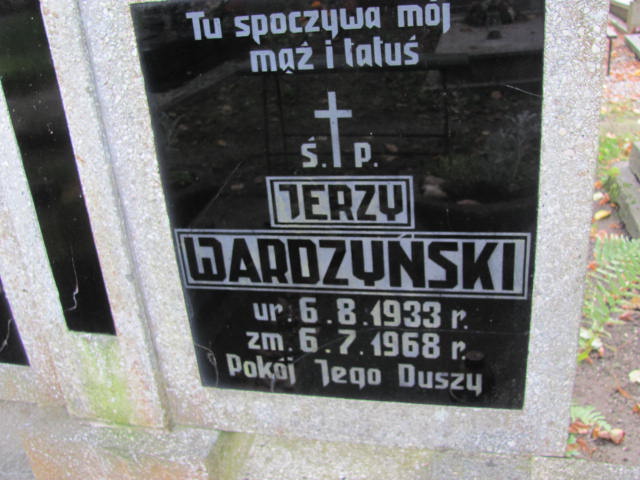 Tu spoczywa mój
mąż i tatuś
Ś. P.
JERZY
WARDZYŃSKI
ur. 6.8.1933 r.
zm. 6.7.1968 r.
Pokój Jego Duszy